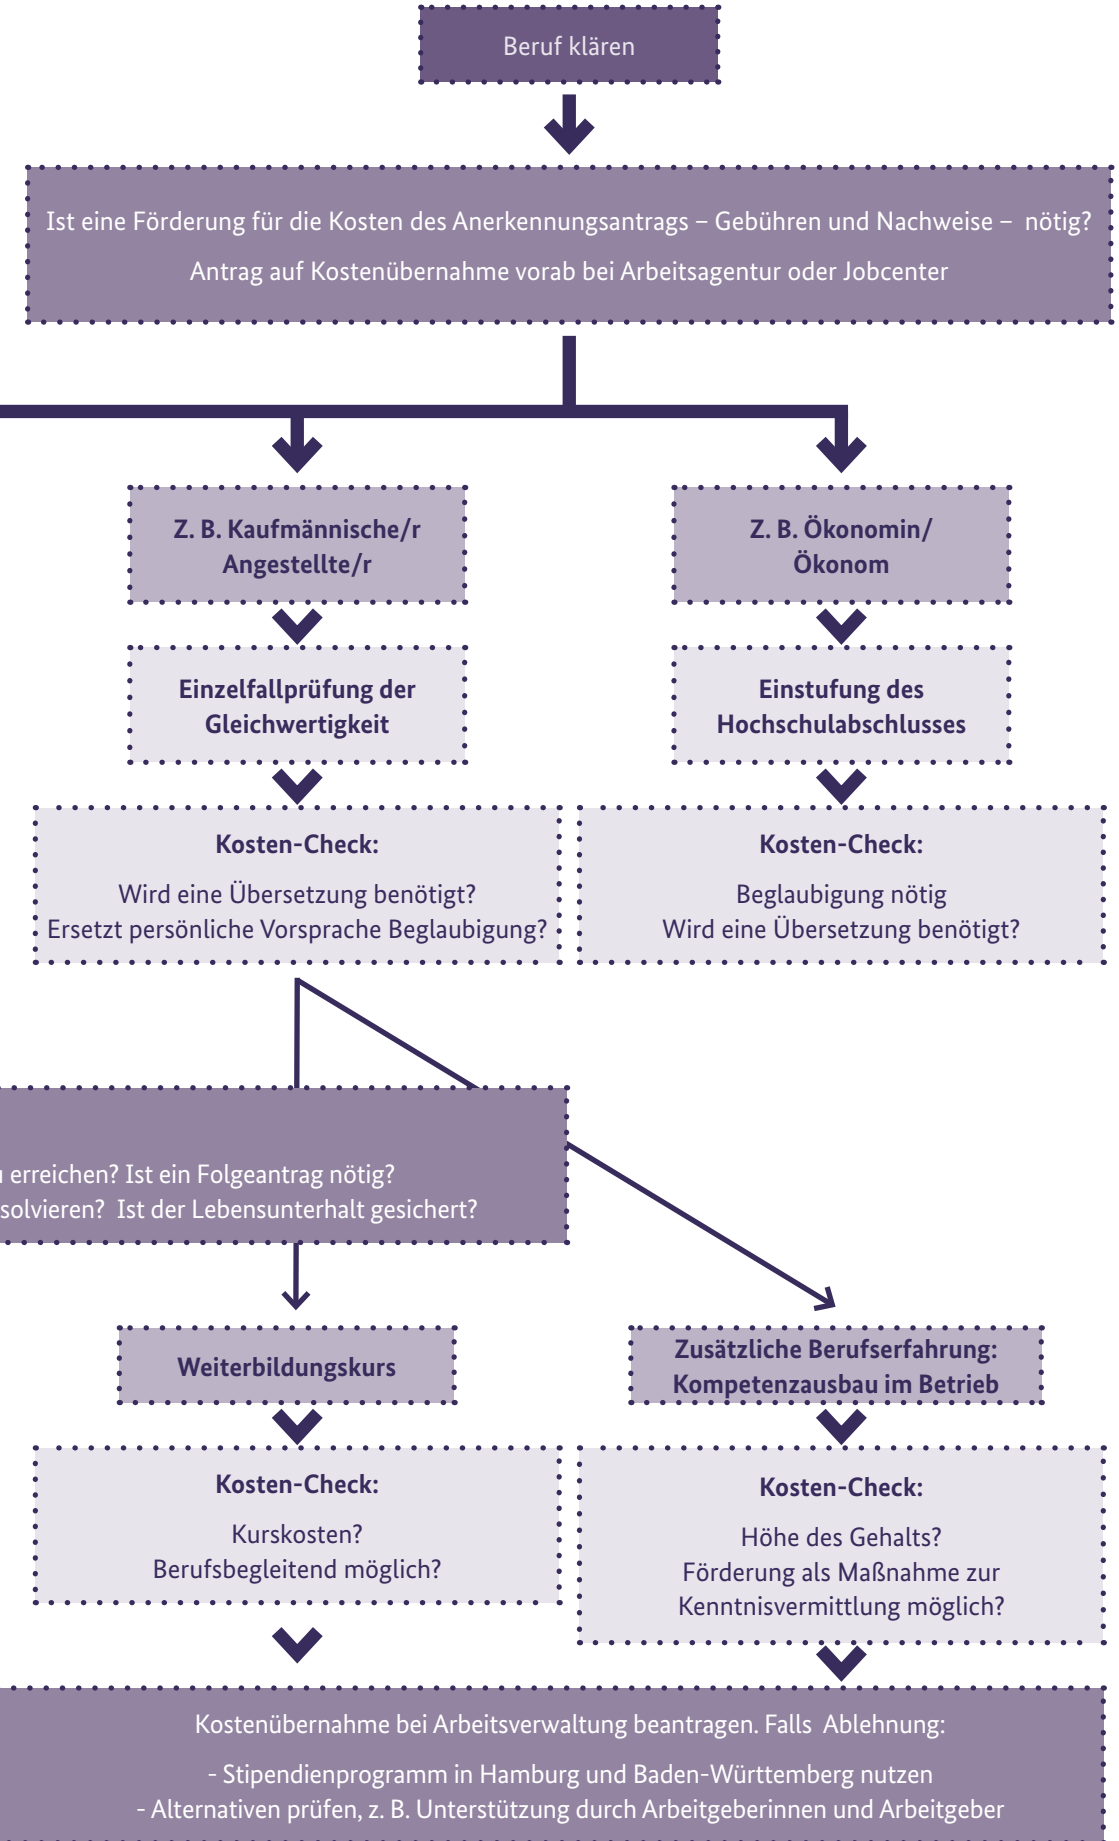 Beruf klären
Ist eine Förderung für die Kosten des Anerkennungsantrags – Gebühren und Nachweise – nötig?
Antrag auf Kostenübernahme vorab bei Arbeitsagentur oder Jobcenter
Z. B. Kaufmännische/r
Angestellte/r
Z. B. Ökonomin/
Ökonom
Einzelfallprüfung der
Gleichwertigkeit
Einstufung des
Hochschulabschlusses
Kosten-Check:
Wird eine Übersetzung benötigt?
Ersetzt persönliche Vorsprache Beglaubigung?
Kosten-Check:
Beglaubigung nötig
Wird eine Übersetzung benötigt?
erreichen? Ist ein Folgeantrag nötig?
solvieren? Ist der Lebensunterhalt gesichert?
Weiterbildungskurs
Zusätzliche Berufserfahrung:
Kompetenzausbau im Betrieb
Kosten-Check:
Kurskosten?
Berufsbegleitend möglich?
Kosten-Check:
Höhe des Gehalts?
Förderung als Maßnahme zur
Kenntnisvermittlung möglich?
Kostenübernahme bei Arbeitsverwaltung beantragen. Falls Ablehnung:
- Stipendienprogramm in Hamburg und Baden-Württemberg nutzen
- Alternativen prüfen, z. B. Unterstützung durch Arbeitgeberinnen und Arbeitgeber